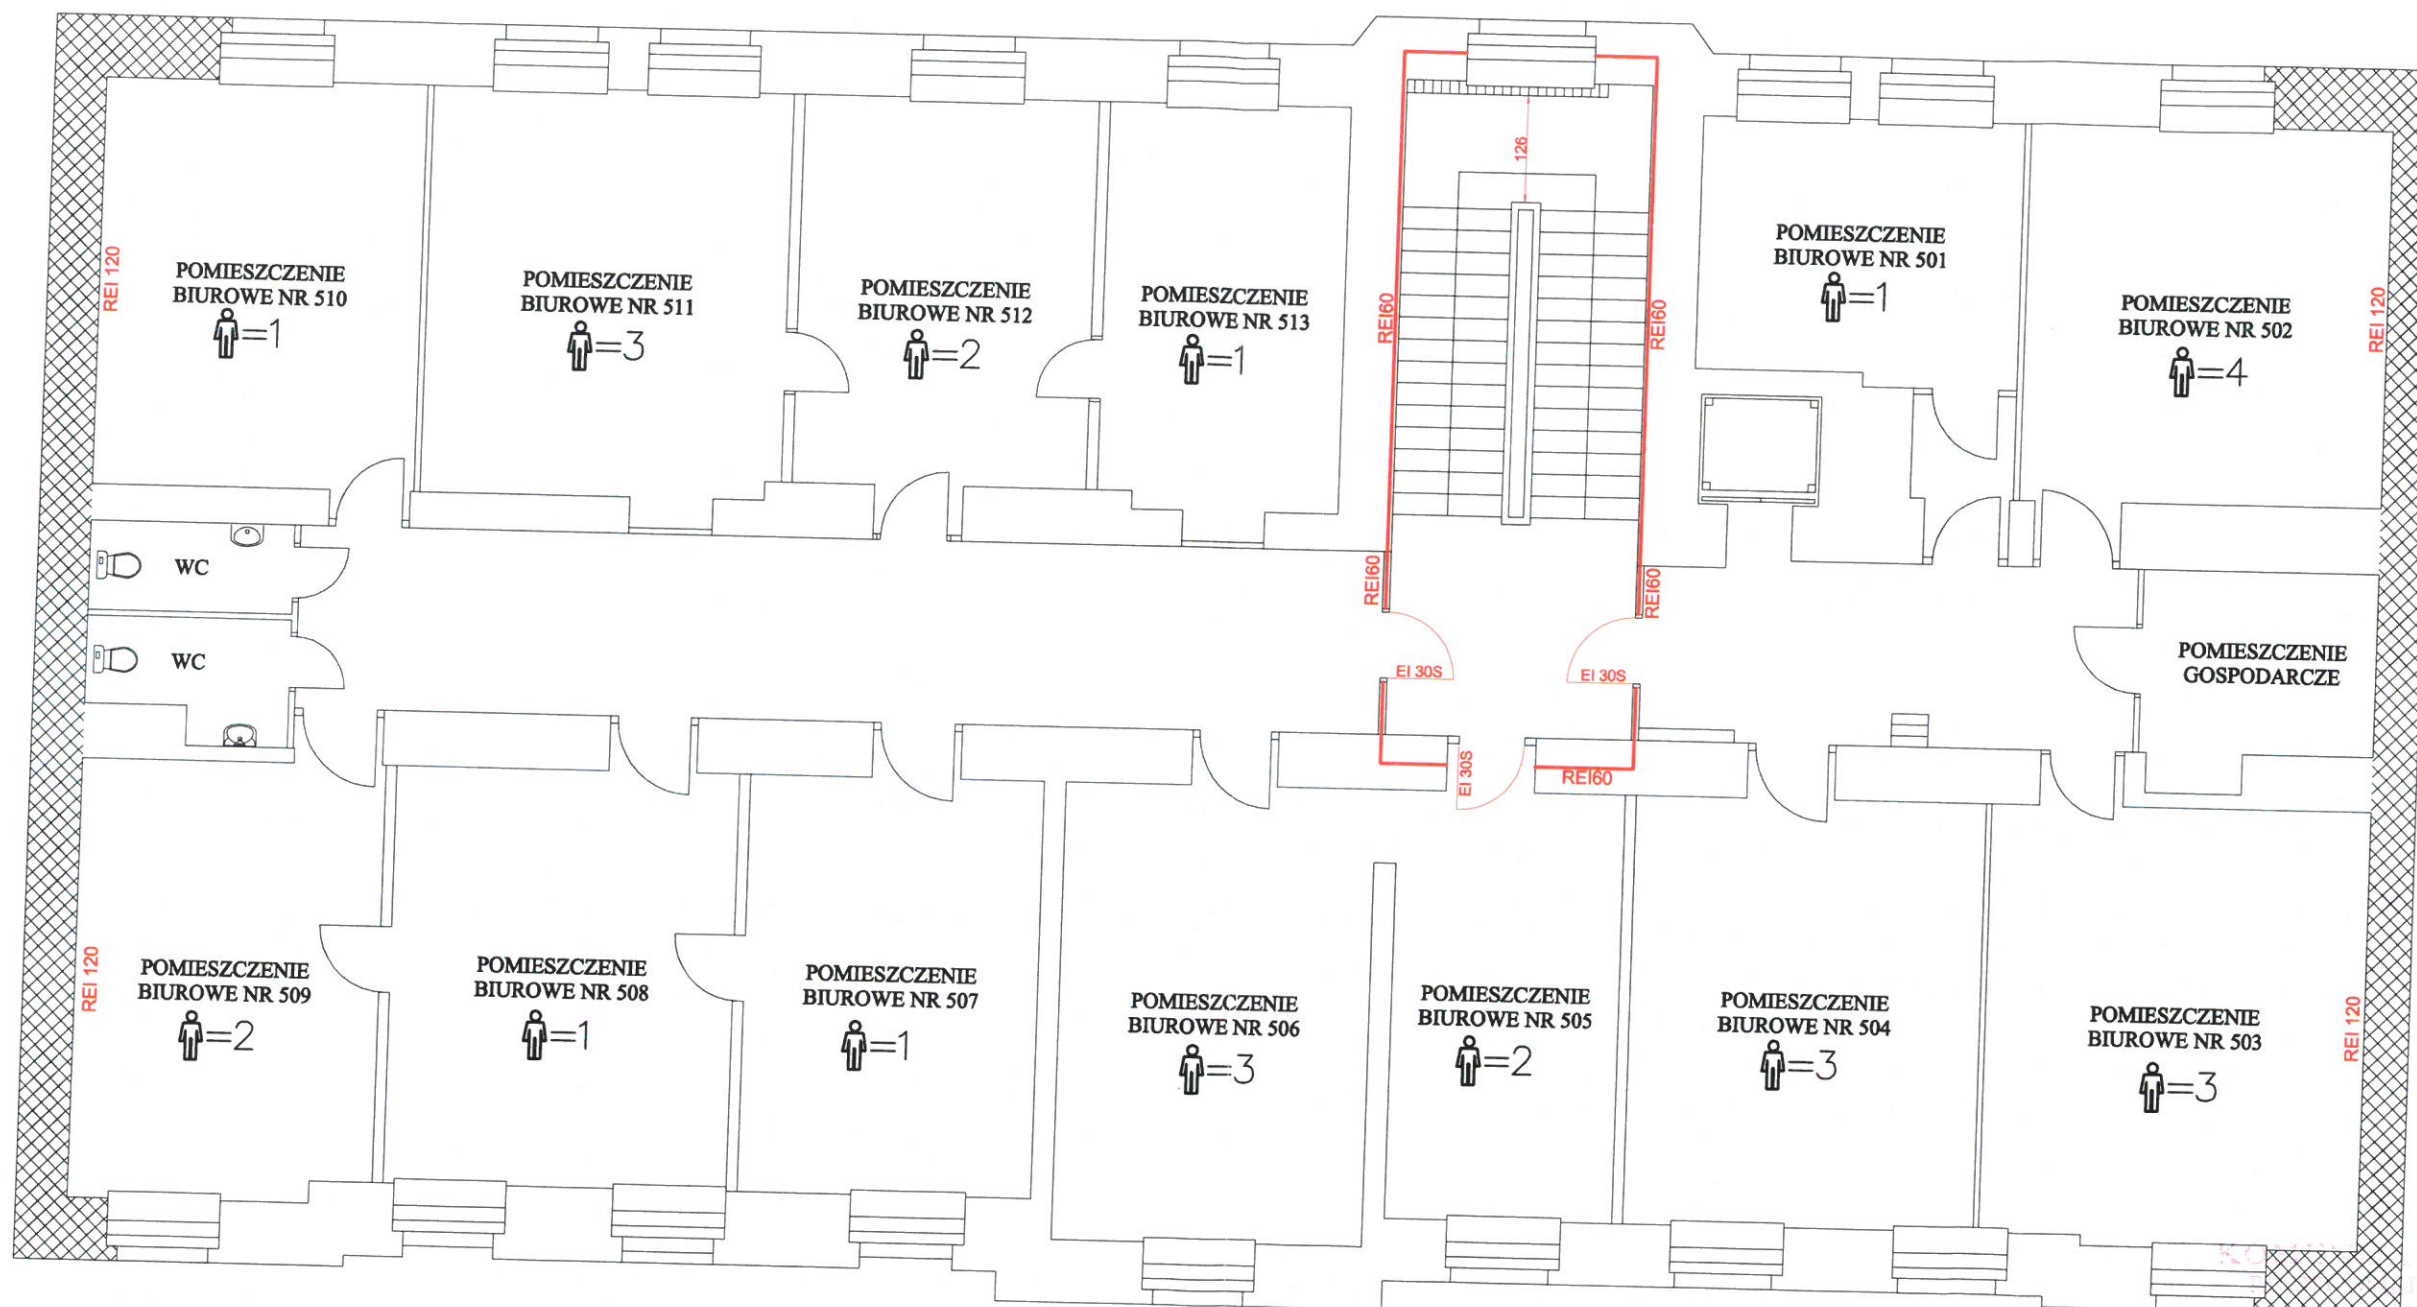 126
POMIESZCZENIE
BIUROWE NR 510
=1
POMIESZCZENIE
BIUROWE NR 511
=3
POMIESZCZENIE
BIUROWE NR 512
=2
POMIESZCZENIE
BIUROWE NR 513
=1
POMIESZCZENIE
BIUROWE NR 501
=1
POMIESZCZENIE
BIUROWE NR 502
=4
REI 120
REI60
REI60
REI 120
WC
WC
REI60
REI60
EI 30S
EI 30S
EI 30S
REI60
POMIESZCZENIE
GOSPODARCZE
REI 120
POMIESZCZENIE
BIUROWE NR 509
=2
POMIESZCZENIE
BIUROWE NR 508
=1
POMIESZCZENIE
BIUROWE NR 507
=1
POMIESZCZENIE
BIUROWE NR 506
=3
POMIESZCZENIE
BIUROWE NR 505
=2
POMIESZCZENIE
BIUROWE NR 504
=3
POMIESZCZENIE
BIUROWE NR 503
=3
REI 120